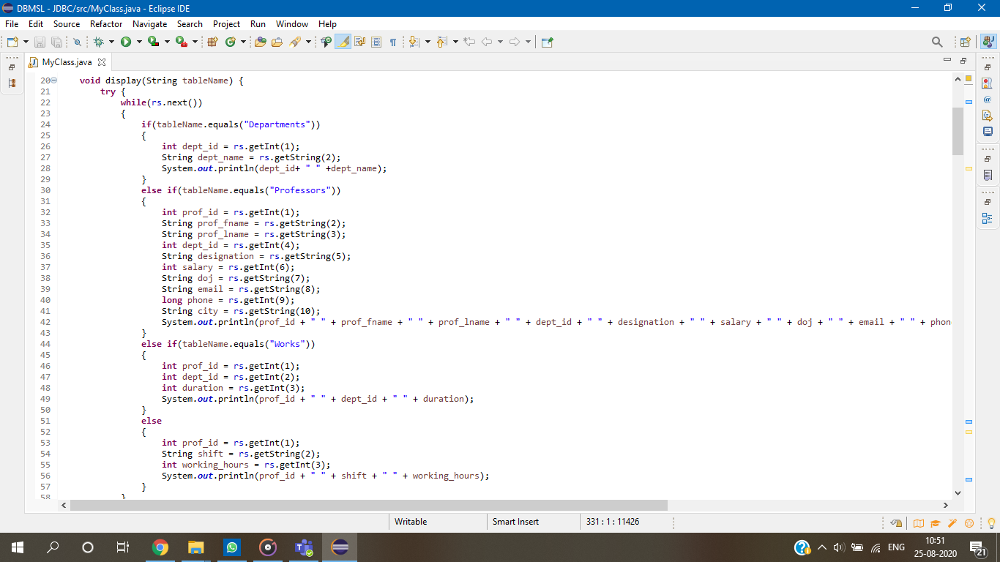 DBMSL - JDBC/src/MyClass.java - Eclipse IDE
File Edit Source Refactor Navigate Search Project Run Window Help
MyClass.java
20 void display(String tableName) {
21 try {
22 while(rs.next())
23 {
24 if(tableName.equals("Departments"))
25 {
26 int dept_id = rs.getInt(1);
27 String dept_name = rs.getString(2);
28 System.out.println(dept_id+ " " +dept_name);
29 }
30 else if(tableName.equals("Professors"))
31 {
32 int prof_id = rs.getInt(1);
33 String prof_fname = rs.getString(2);
34 String prof_lname = rs.getString(3);
35 int dept_id = rs.getInt(4);
36 String designation = rs.getString(5);
37 int salary = rs.getInt(6);
38 String doj = rs.getString(7);
39 String email = rs.getString(8);
40 long phone = rs.getInt(9);
41 String city = rs.getString(10);
42 System.out.println(prof_id + " " + prof_fname + " " + prof_lname + " " + dept_id + " " + designation + " " + salary + " " + doj + " " + email + " " + phon
43 }
44 else if(tableName.equals("Works"))
45 {
46 int prof_id = rs.getInt(1);
47 int dept_id = rs.getInt(2);
48 int duration = rs.getInt(3);
49 System.out.println(prof_id + " " + dept_id + " " + duration);
50 }
51 else
52 {
53 int prof_id = rs.getInt(1);
54 String shift = rs.getString(2);
55 int working_hours = rs.getInt(3);
56 System.out.println(prof_id + " " + shift + " " + working_hours);
57 }
58 }
Writable Smart Insert 331 : 1 : 11426
ENG 10:51
25-08-2020 21